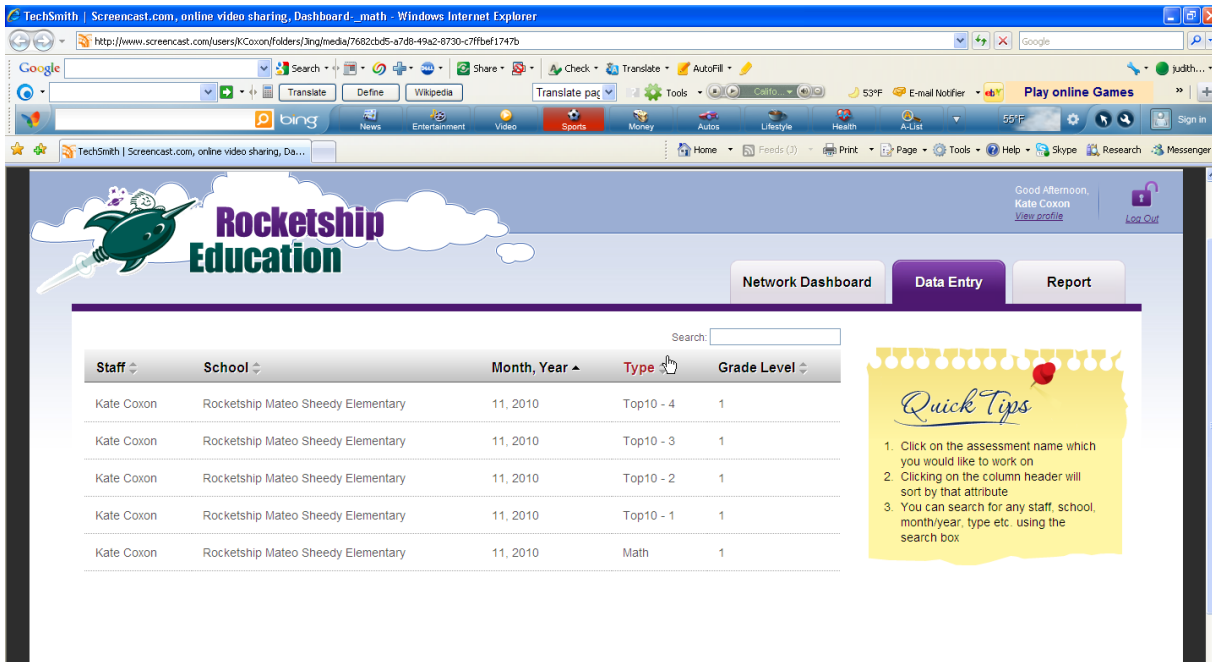 TechSmith | Screencast.com, online video sharing, Dashboard-_math - Windows Internet Explorer
http://www.screencast.com/users/KCoxon/folders/Jing/media/7682cbd5-a7d8-49a2-8730-c7ffbef1747b Google
Google Search Share Check Translate AutoFill judith...
Translate Define Wikipedia Translate pag Tools Califo... 53°F E-mail Notifier ebY Play online Games »
bing News Entertainment Video Sports Money Autos Lifestyle Health A-List 55°F Sign in
TechSmith | Screencast.com, online video sharing, Da... Home Feeds (J) Print Page Tools Help Skype Research Messenger
Good Afternoon,
Kate Coxon
View profile Log Out
Rocketship
Education
Network Dashboard Data Entry Report
Search:
Staff School Month, Year Type Grade Level
Kate Coxon Rocketship Mateo Sheedy Elementary 11, 2010 Top10 - 4 1
Kate Coxon Rocketship Mateo Sheedy Elementary 11, 2010 Top10 - 3 1
Kate Coxon Rocketship Mateo Sheedy Elementary 11, 2010 Top10 - 2 1
Kate Coxon Rocketship Mateo Sheedy Elementary 11, 2010 Top10 - 1 1
Kate Coxon Rocketship Mateo Sheedy Elementary 11, 2010 Math 1
Quick Tips
1. Click on the assessment name which
you would like to work on
2. Clicking on the column header will
sort by that attribute
3. You can search for any staff, school,
month/year, type etc. using the
search box